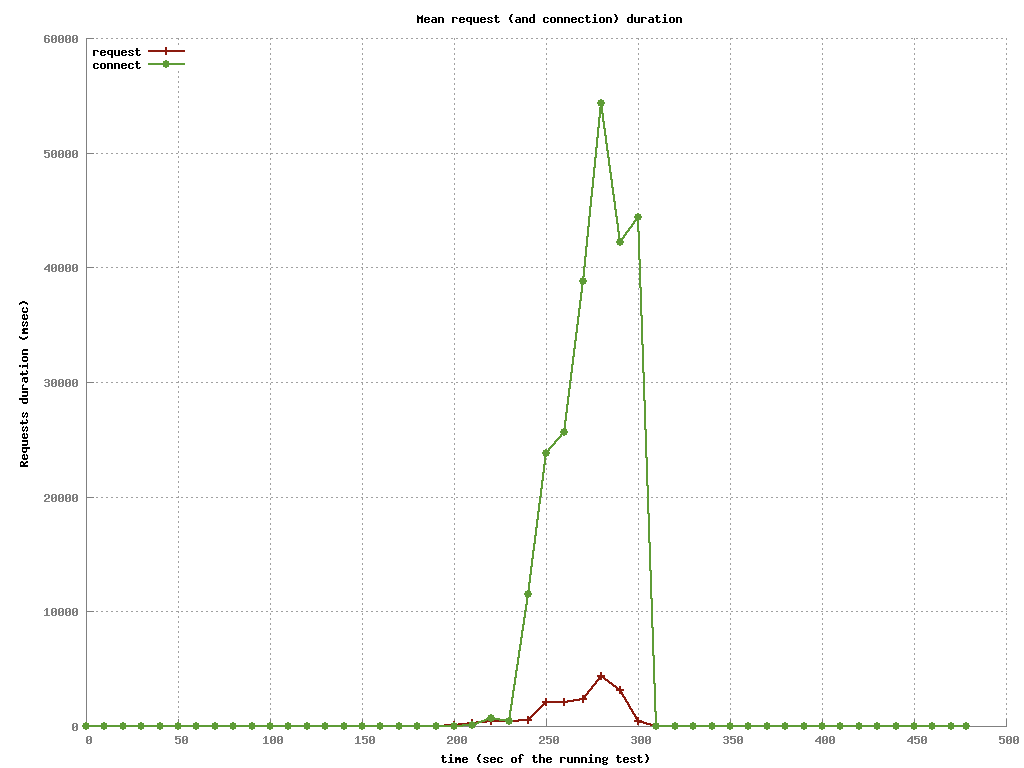 Mean request (and connection) duration
60000
request
connect
50000
40000
Requests duration (msec)
30000
20000
10000
0
0 50 100 150 200 250 300 350 400 450 500
time (sec of the running test)